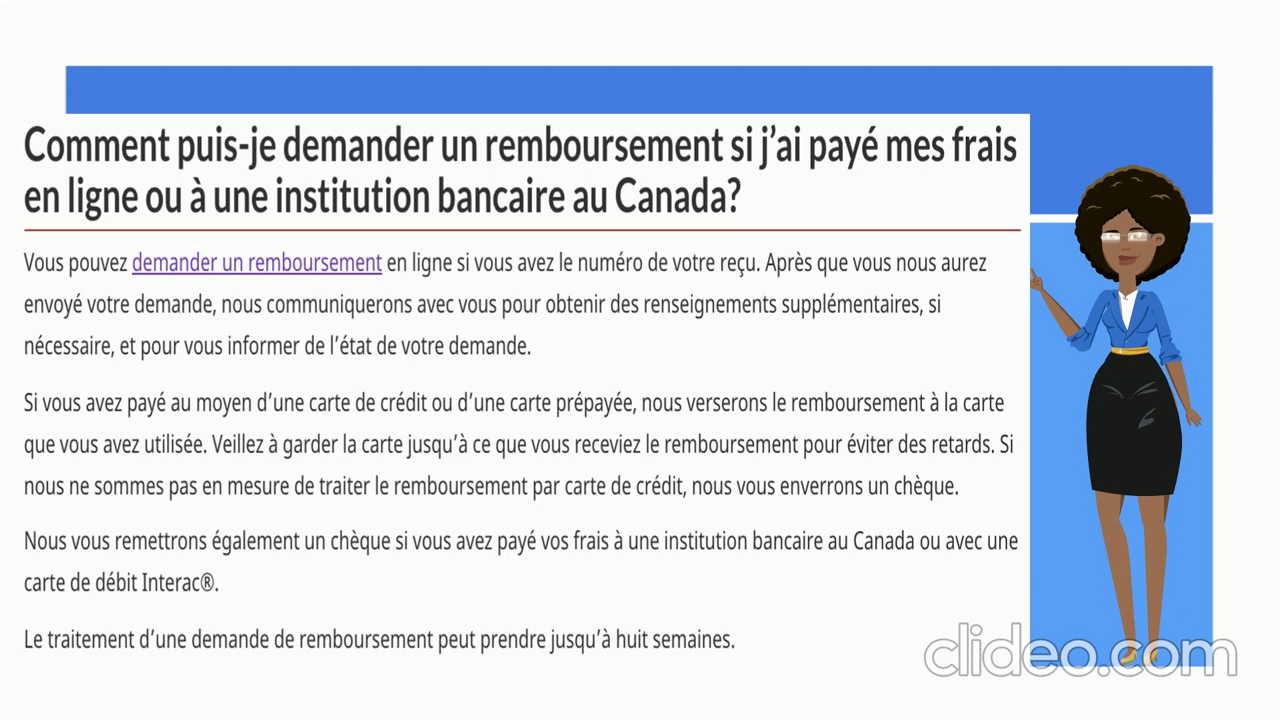 Comment puis-je demander un remboursement si j’ai payé mes frais
en ligne ou à une institution bancaire au Canada?
Vous pouvez demander un remboursement en ligne si vous avez le numéro de votre reçu. Après que vous nous aurez
envoyé votre demande, nous communiquerons avec vous pour obtenir des renseignements supplémentaires, si
nécessaire, et pour vous informer de l’état de votre demande.
Si vous avez payé au moyen d’une carte de crédit ou d’une carte prépayée, nous verserons le remboursement à la carte
que vous avez utilisée. Veillez à garder la carte jusqu’à ce que vous receviez le remboursement pour éviter des retards. Si
nous ne sommes pas en mesure de traiter le remboursement par carte de crédit, nous vous enverrons un chèque.
Nous vous remettrons également un chèque si vous avez payé vos frais à une institution bancaire au Canada ou avec une
carte de débit Interac®.
Le traitement d’une demande de remboursement peut prendre jusqu’à huit semaines.
clideo.com